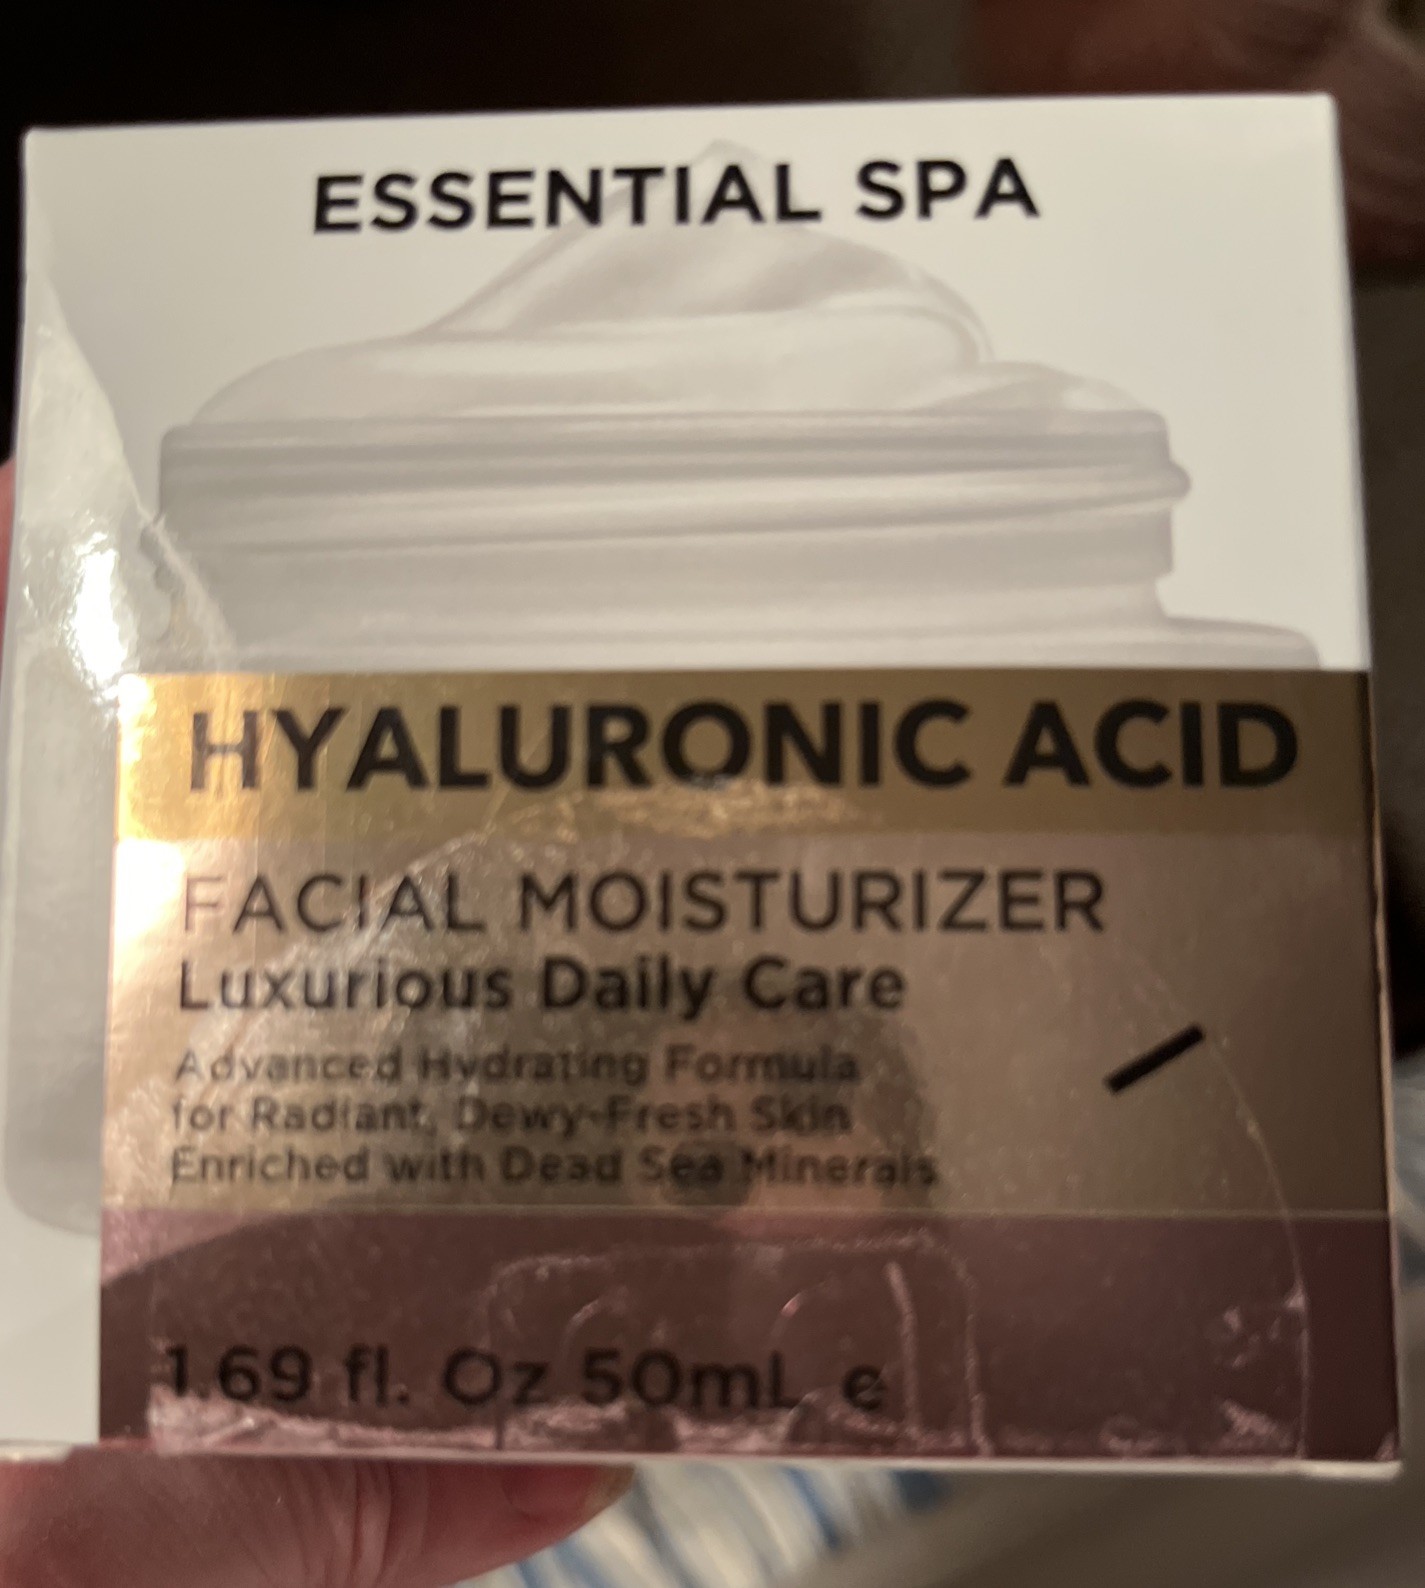 ESSENTIAL SPA
HYALURONIC ACID
FACIAL MOISTURIZER
Luxurious Daily Care
Advanced Hydrating Formula
for Radiant, Dewy-Fresh Skin
Enriched with Dead Sea Minerals
1.69 fl. Oz 50mL e